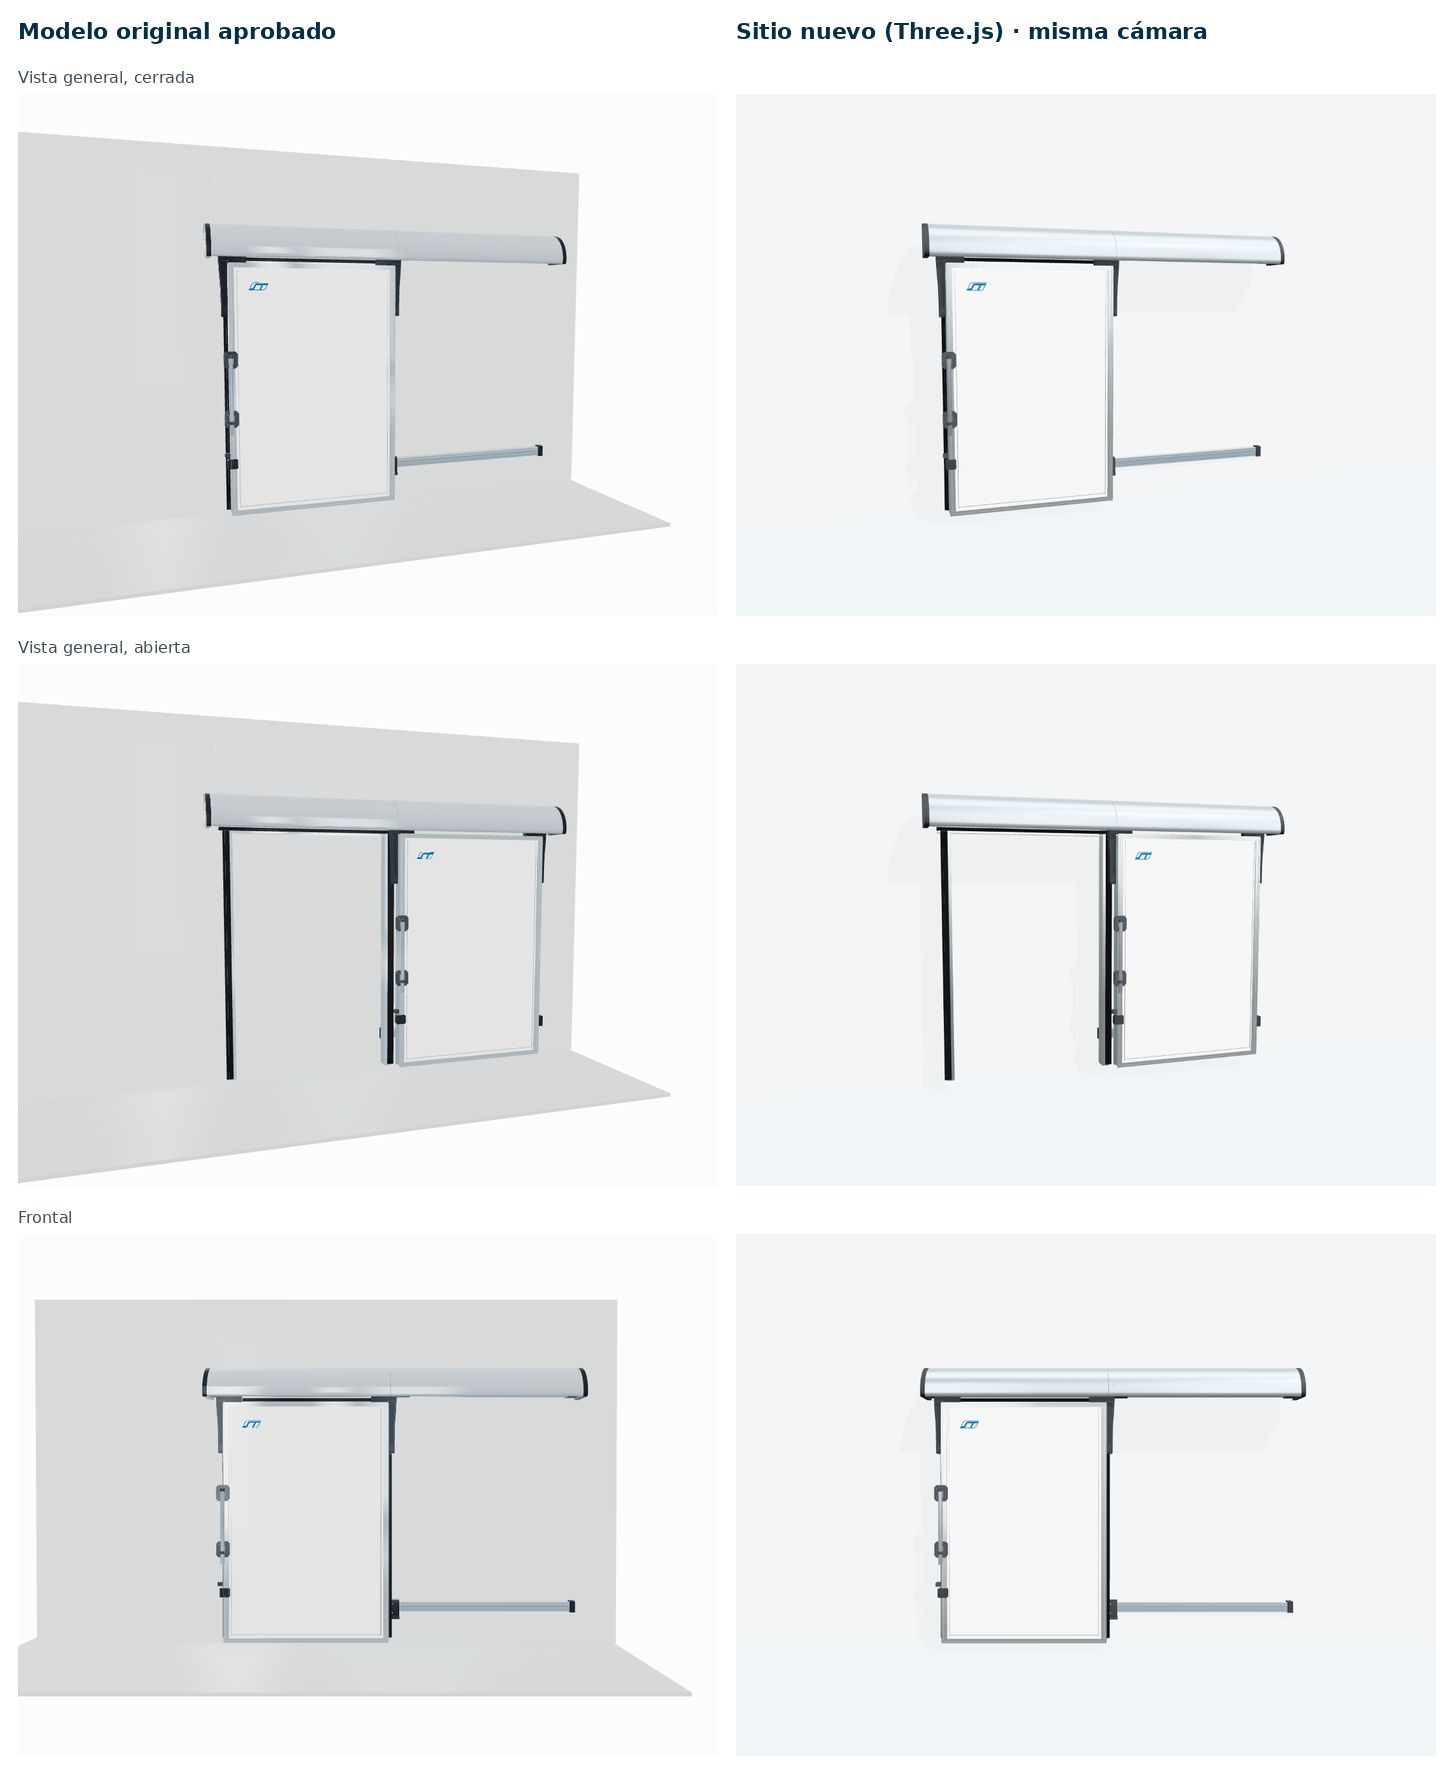 Modelo original aprobado
Sitio nuevo (Three.js) · misma cámara
Vista general, cerrada
Vista general, abierta
Frontal